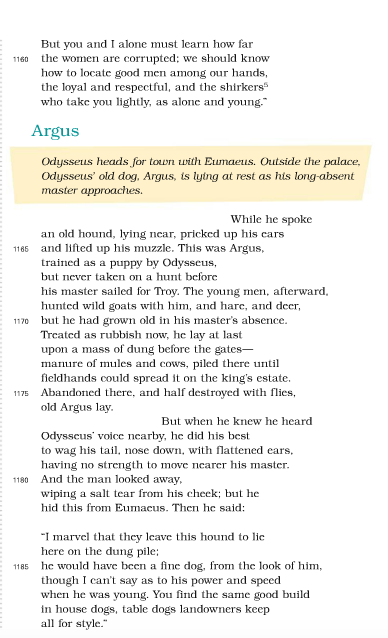 But you and I alone must learn how far
1160 the women are corrupted; we should know
how to locate good men among our hands,
the loyal and respectful, and the shirkers⁵
who take you lightly, as alone and young.”
Argus
Odysseus heads for town with Eumaeus. Outside the palace,
Odysseus’ old dog, Argus, is lying at rest as his long-absent
master approaches.
While he spoke
an old hound, lying near, pricked up his ears
1165 and lifted up his muzzle. This was Argus,
trained as a puppy by Odysseus,
but never taken on a hunt before
his master sailed for Troy. The young men, afterward,
hunted wild goats with him, and hare, and deer,
1170 but he had grown old in his master’s absence.
Treated as rubbish now, he lay at last
upon a mass of dung before the gates—
manure of mules and cows, piled there until
fieldhands could spread it on the king’s estate.
1175 Abandoned there, and half destroyed with flies,
old Argus lay.
But when he knew he heard
Odysseus’ voice nearby, he did his best
to wag his tail, nose down, with flattened ears,
having no strength to move nearer his master.
1180 And the man looked away,
wiping a salt tear from his cheek; but he
hid this from Eumaeus. Then he said:
“I marvel that they leave this hound to lie
here on the dung pile;
1185 he would have been a fine dog, from the look of him,
though I can’t say as to his power and speed
when he was young. You find the same good build
in house dogs, table dogs landowners keep
all for style.”